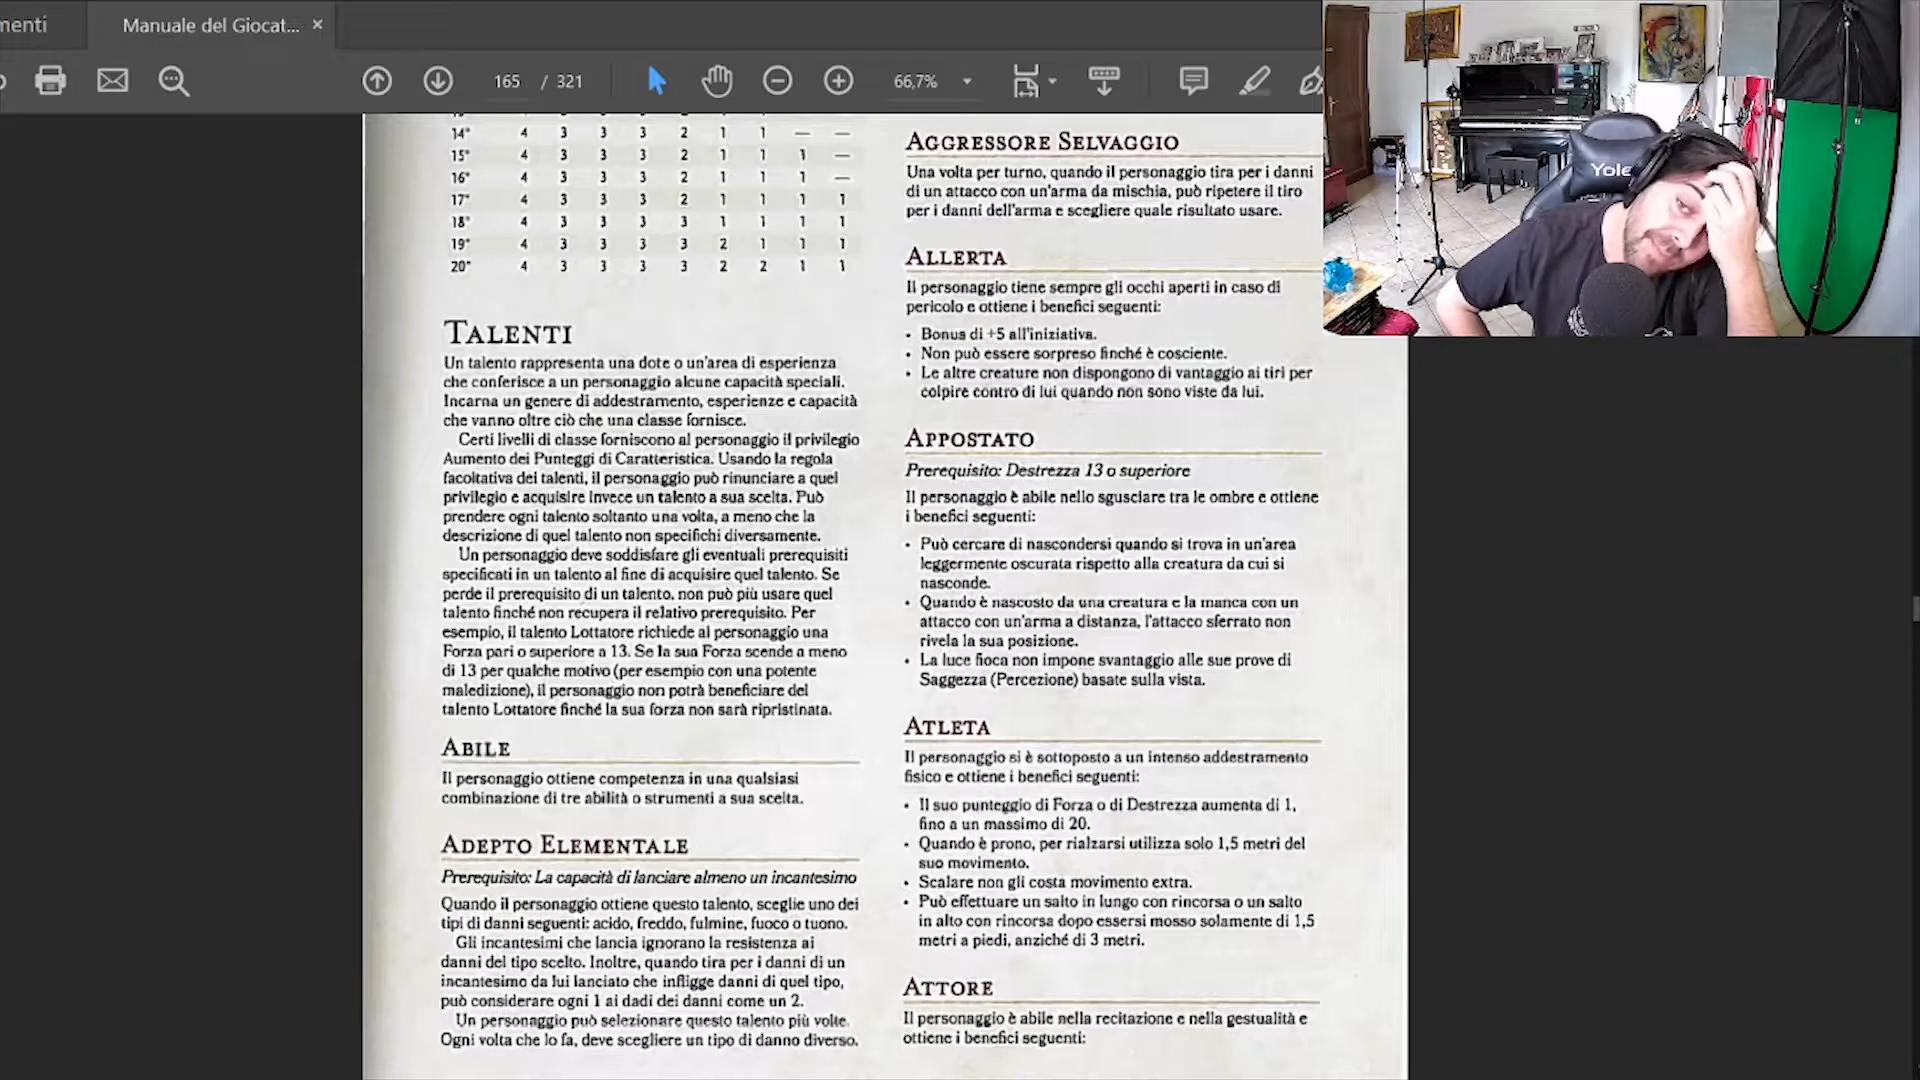 menti
Manuale del Giocat... ×
165 / 321
66,7%
14° 4 3 3 3 2 1 1 — —
15° 4 3 3 3 2 1 1 1 —
16° 4 3 3 3 2 1 1 1 —
17° 4 3 3 3 2 1 1 1 1
18° 4 3 3 3 3 1 1 1 1
19° 4 3 3 3 3 2 1 1 1
20° 4 3 3 3 3 2 2 1 1
TALENTI
Un talento rappresenta una dote o un'area di esperienza
che conferisce a un personaggio alcune capacità speciali.
Incarna un genere di addestramento, esperienze e capacità
che vanno oltre ciò che una classe fornisce.
Certi livelli di classe forniscono al personaggio il privilegio
Aumento dei Punteggi di Caratteristica. Usando la regola
facoltativa dei talenti, il personaggio può rinunciare a quel
privilegio e acquisire invece un talento a sua scelta. Può
prendere ogni talento soltanto una volta, a meno che la
descrizione di quel talento non specifichi diversamente.
Un personaggio deve soddisfare gli eventuali prerequisiti
specificati in un talento al fine di acquisire quel talento. Se
perde il prerequisito di un talento, non può più usare quel
talento finché non recupera il relativo prerequisito. Per
esempio, il talento Lottatore richiede al personaggio una
Forza pari o superiore a 13. Se la sua Forza scende a meno
di 13 per qualche motivo (per esempio con una potente
maledizione), il personaggio non potrà beneficiare del
talento Lottatore finché la sua forza non sarà ripristinata.
ABILE
Il personaggio ottiene competenza in una qualsiasi
combinazione di tre abilità o strumenti a sua scelta.
ADEPTO ELEMENTALE
Prerequisito: La capacità di lanciare almeno un incantesimo
Quando il personaggio ottiene questo talento, sceglie uno dei
tipi di danni seguenti: acido, freddo, fulmine, fuoco o tuono.
Gli incantesimi che lancia ignorano la resistenza ai
danni del tipo scelto. Inoltre, quando tira per i danni di un
incantesimo da lui lanciato che infligge danni di quel tipo,
può considerare ogni 1 ai dadi dei danni come un 2.
Un personaggio può selezionare questo talento più volte.
Ogni volta che lo fa, deve scegliere un tipo di danno diverso.
AGGRESSORE SELVAGGIO
Una volta per turno, quando il personaggio tira per i danni
di un attacco con un'arma da mischia, può ripetere il tiro
per i danni dell'arma e scegliere quale risultato usare.
ALLERTA
Il personaggio tiene sempre gli occhi aperti in caso di
pericolo e ottiene i benefici seguenti:
• Bonus di +5 all'iniziativa.
• Non può essere sorpreso finché è cosciente.
• Le altre creature non dispongono di vantaggio ai tiri per
colpire contro di lui quando non sono viste da lui.
APPOSTATO
Prerequisito: Destrezza 13 o superiore
Il personaggio è abile nello sgusciare tra le ombre e ottiene
i benefici seguenti:
• Può cercare di nascondersi quando si trova in un'area
leggermente oscurata rispetto alla creatura da cui si
nasconde.
• Quando è nascosto da una creatura e la manca con un
attacco con un'arma a distanza, l'attacco sferrato non
rivela la sua posizione.
• La luce fioca non impone svantaggio alle sue prove di
Saggezza (Percezione) basate sulla vista.
ATLETA
Il personaggio si è sottoposto a un intenso addestramento
fisico e ottiene i benefici seguenti:
• Il suo punteggio di Forza o di Destrezza aumenta di 1,
fino a un massimo di 20.
• Quando è prono, per rialzarsi utilizza solo 1,5 metri del
suo movimento.
• Scalare non gli costa movimento extra.
• Può effettuare un salto in lungo con rincorsa o un salto
in alto con rincorsa dopo essersi mosso solamente di 1,5
metri a piedi, anziché di 3 metri.
ATTORE
Il personaggio è abile nella recitazione e nella gestualità e
ottiene i benefici seguenti:
Yole